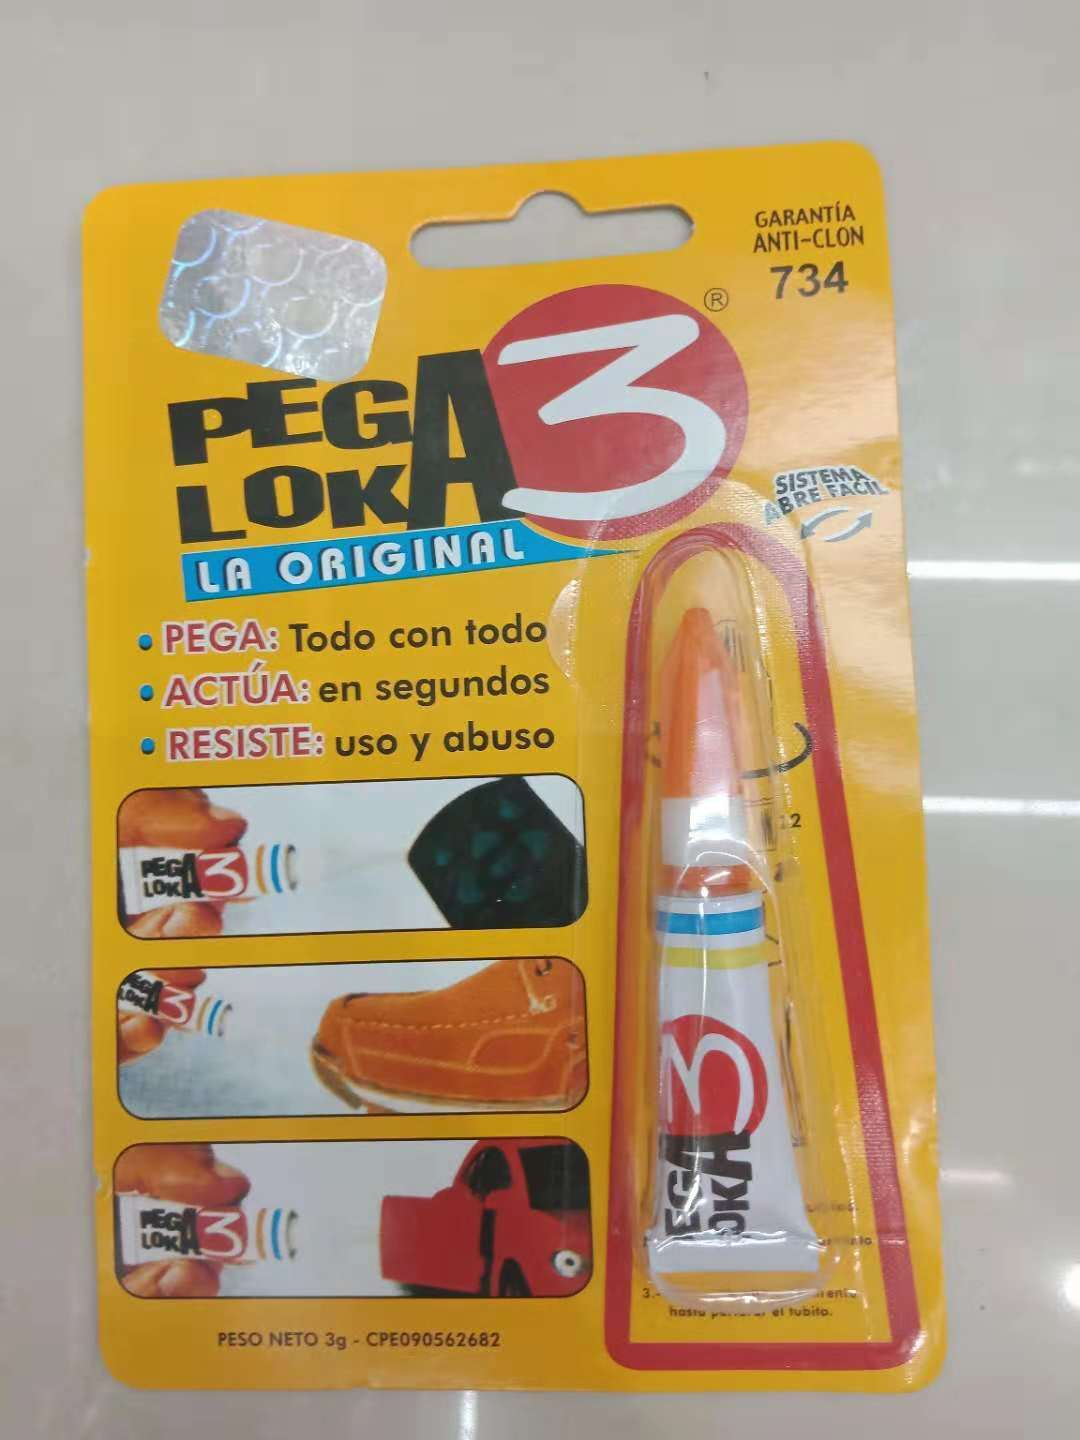 GARANTÍA
ANTI-CLON
734
PEGA 3 ®
LOKA
LA ORIGINAL
SISTEMA
ABRE FACIL
• PEGA: Todo con todo
• ACTÚA: en segundos
• RESISTE: uso y abuso
PEGA 3
LOKA
PEGA 3
LOKA
PEGA 3
LOKA
3
PEGA
LOKA
3.-
hasta el tubito.
PESO NETO 3g - CPE090562682